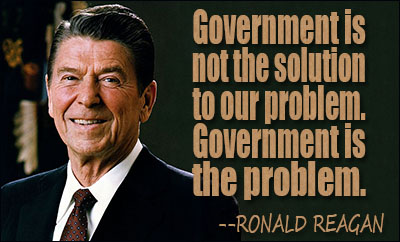 Government is
not the solution
to our problem.
Government is
the problem.
--RONALD REAGAN